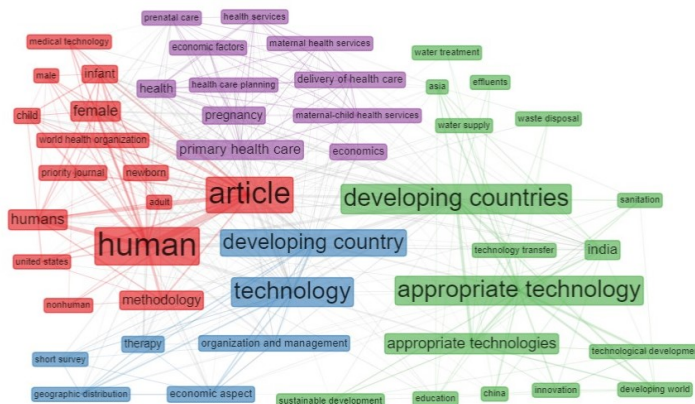 prenatal care
health services
medical technology
economic factors
maternal health services
water treatment
male
infant
health
health care planning
delivery of health care
asia
effluents
child
female
pregnancy
maternal-child health services
water supply
waste disposal
world health organization
primary health care
economics
priority journal
newborn
article
developing countries
sanitation
adult
humans
human
developing country
technology transfer
india
united states
technology
appropriate technology
nonhuman
methodology
therapy
organization and management
appropriate technologies
technological developme
short survey
geographic distribution
economic aspect
sustainable development
education
china
innovation
developing world